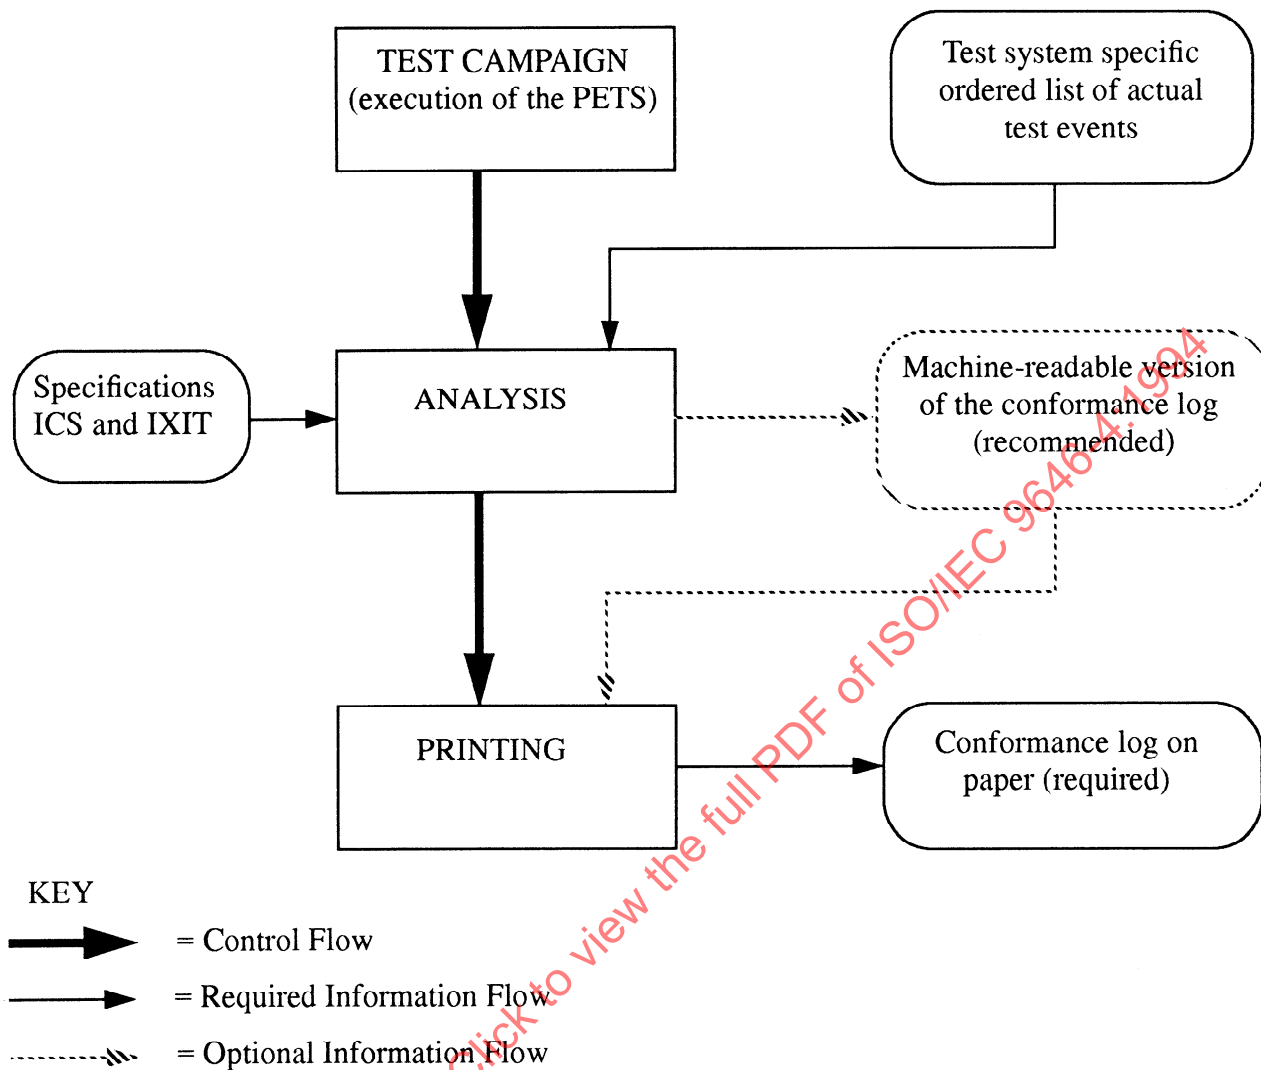 TEST CAMPAIGN
(execution of the PETS)
Test system specific
ordered list of actual
test events
Specifications
ICS and IXIT
ANALYSIS
Machine-readable version
of the conformance log
(recommended)
PRINTING
Conformance log on
paper (required)
KEY
= Control Flow
= Required Information Flow
= Optional Information Flow
Click to view the full PDF of ISO/IEC 9646-4:1994